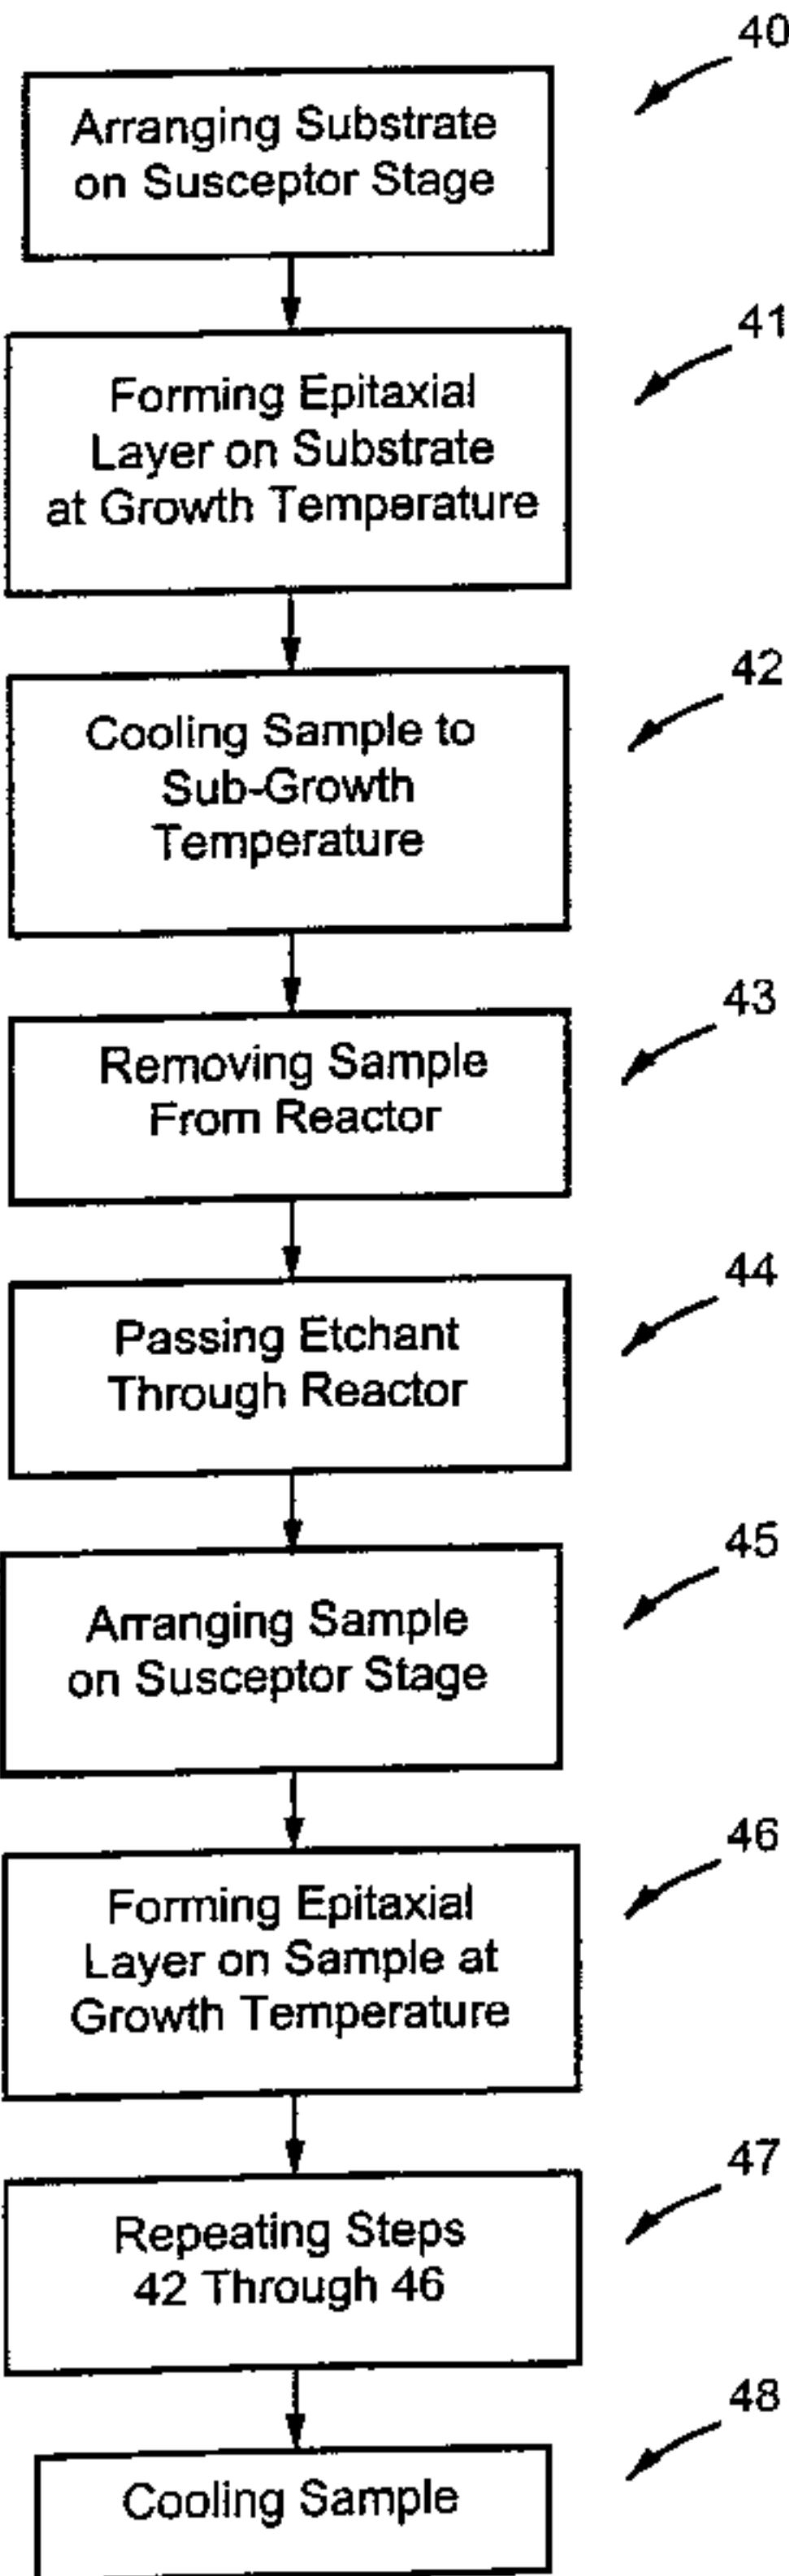 40
Arranging Substrate
on Susceptor Stage
41
Forming Epitaxial
Layer on Substrate
at Growth Temperature
42
Cooling Sample to
Sub-Growth
Temperature
43
Removing Sample
From Reactor
44
Passing Etchant
Through Reactor
45
Arranging Sample
on Susceptor Stage
46
Forming Epitaxial
Layer on Sample at
Growth Temperature
47
Repeating Steps
42 Through 46
48
Cooling Sample